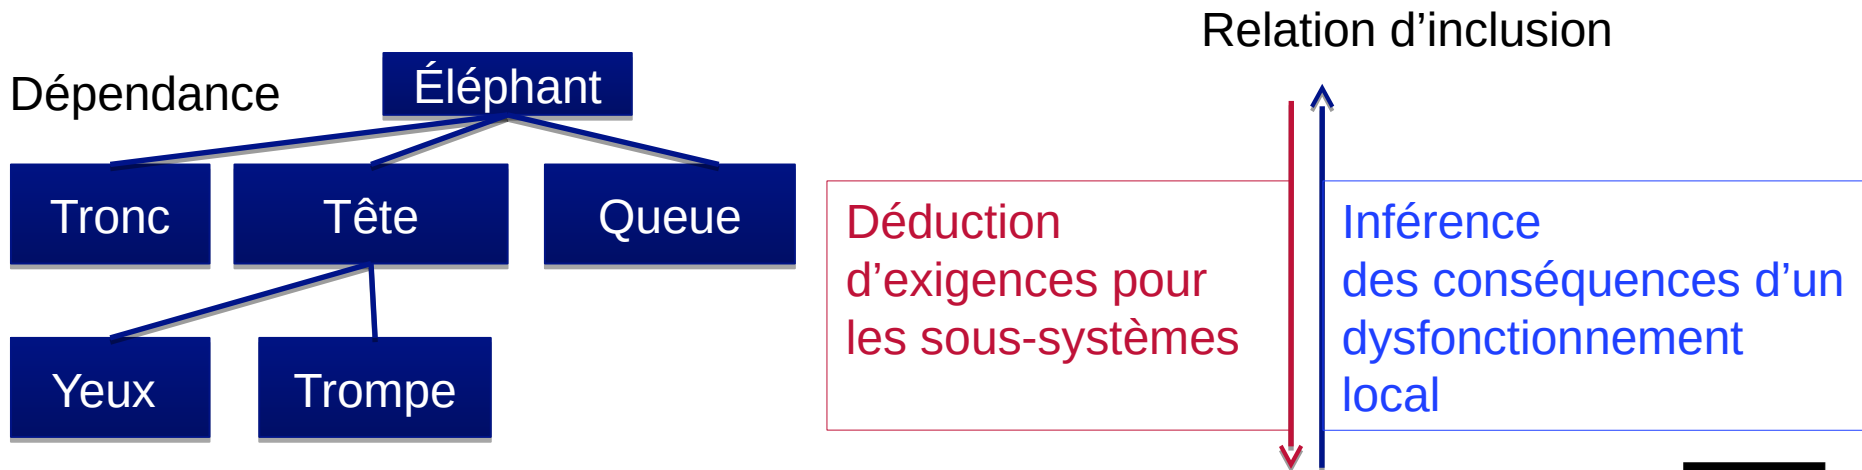 Relation d’inclusion
Dépendance
Éléphant
Tronc
Tête
Queue
Yeux
Trompe
Déduction
d’exigences pour
les sous-systèmes
Inférence
des conséquences d’un
dysfonctionnement
local